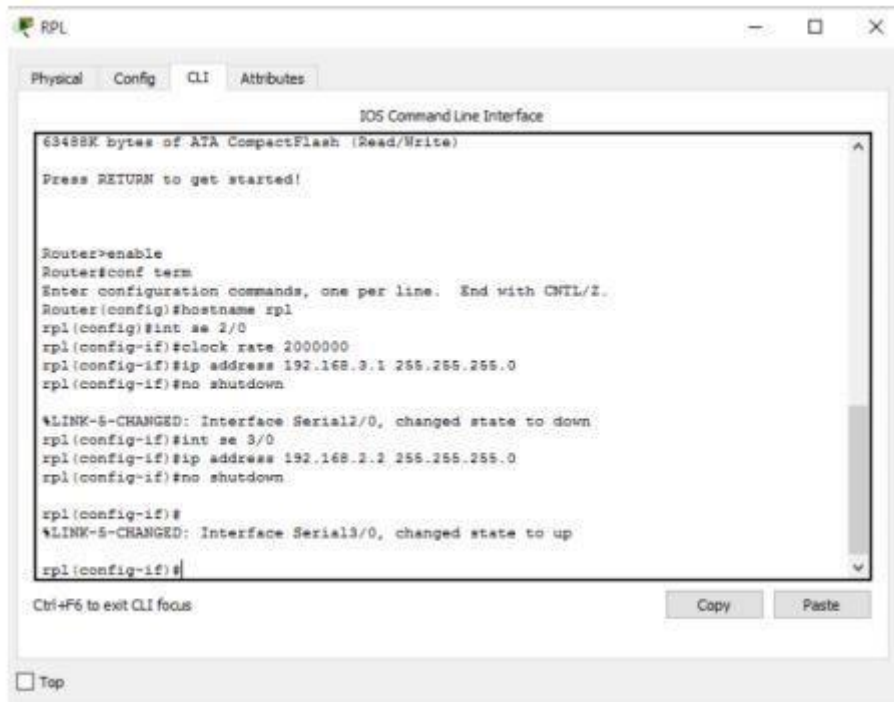 RPL
Physical Config CLI Attributes
IOS Command Line Interface
63488K bytes of ATA CompactFlash (Read/Write)
Press RETURN to get started!
Router>enable
Router#conf term
Enter configuration commands, one per line.  End with CNTL/Z.
Router(config)#hostname rpl
rpl(config)#int se 2/0
rpl(config-if)#clock rate 2000000
rpl(config-if)#ip address 192.168.3.1 255.255.255.0
rpl(config-if)#no shutdown
%LINK-5-CHANGED: Interface Serial2/0, changed state to down
rpl(config-if)#int se 3/0
rpl(config-if)#ip address 192.168.2.2 255.255.255.0
rpl(config-if)#no shutdown
rpl(config-if)#
%LINK-5-CHANGED: Interface Serial3/0, changed state to up
rpl(config-if)#
Ctrl+F6 to exit CLI focus
Copy Paste
Top